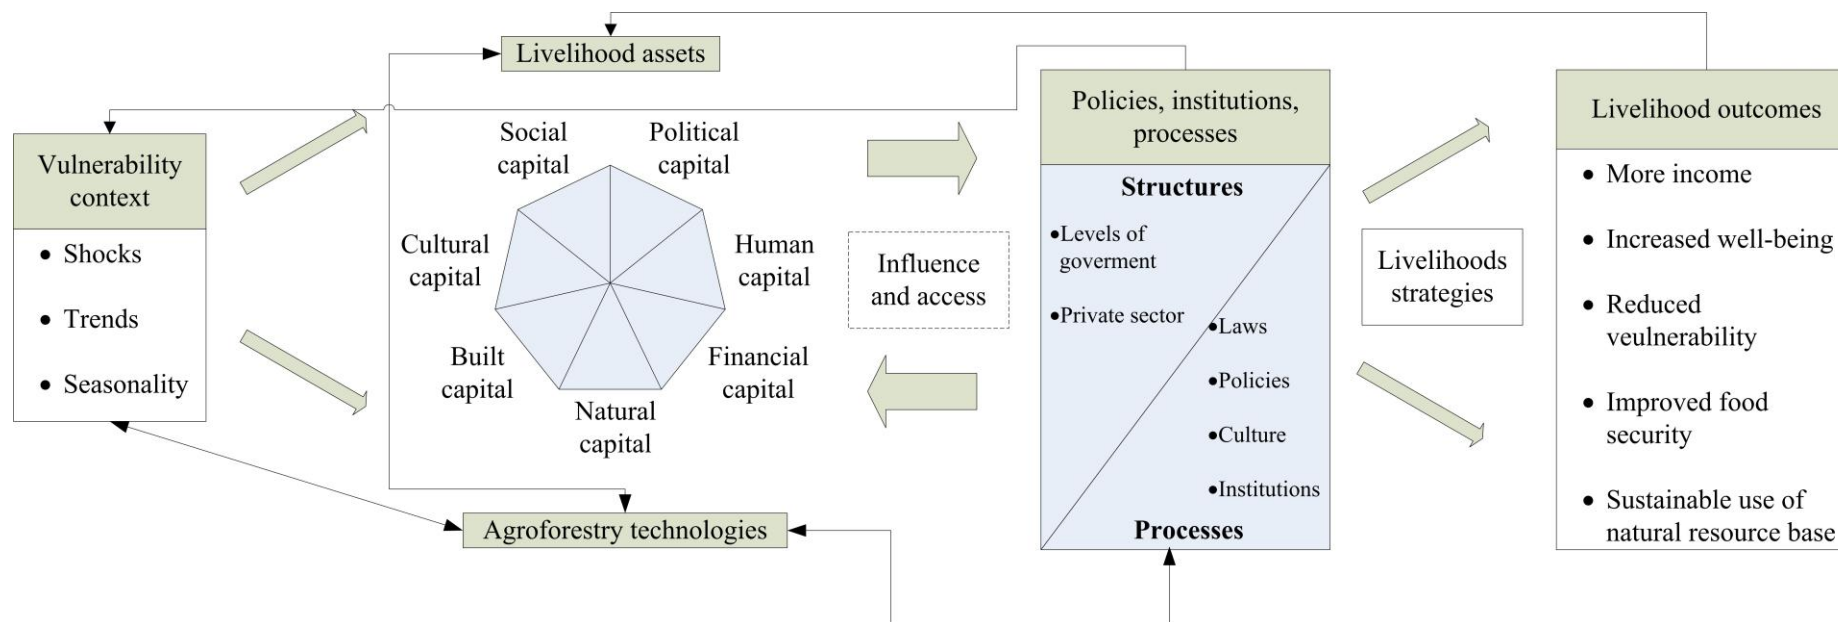 Livelihood assets
Vulnerability
context
• Shocks
• Trends
• Seasonality
Social
capital
Political
capital
Cultural
capital
Human
capital
Built
capital
Financial
capital
Natural
capital
Agroforestry technologies
Influence
and access
Policies, institutions,
processes
Structures
•Levels of
goverment
•Private sector
•Laws
•Policies
•Culture
•Institutions
Processes
Livelihoods
strategies
Livelihood outcomes
• More income
• Increased well-being
• Reduced
veulnerability
• Improved food
security
• Sustainable use of
natural resource base